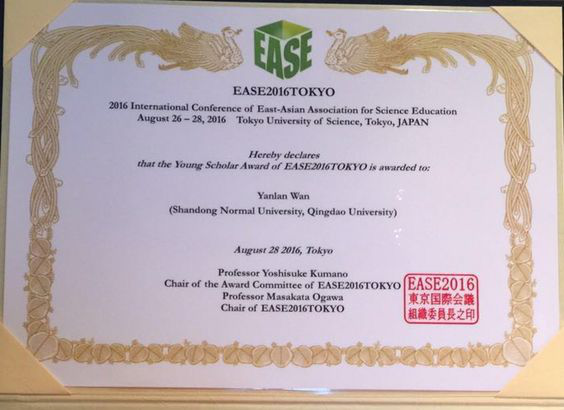 EASE
EASE2016TOKYO
2016 International Conference of East-Asian Association for Science Education
August 26 – 28, 2016 Tokyo University of Science, Tokyo, JAPAN
Hereby declares
that the Young Scholar Award of EASE2016TOKYO is awarded to:
Yanlan Wan
(Shandong Normal University, Qingdao University)
August 28 2016, Tokyo
Professor Yoshisuke Kumano
Chair of the Award Committee of EASE2016TOKYO
Professor Masakata Ogawa
Chair of EASE2016TOKYO
EASE2016
東京国際会議
組織委員長之印